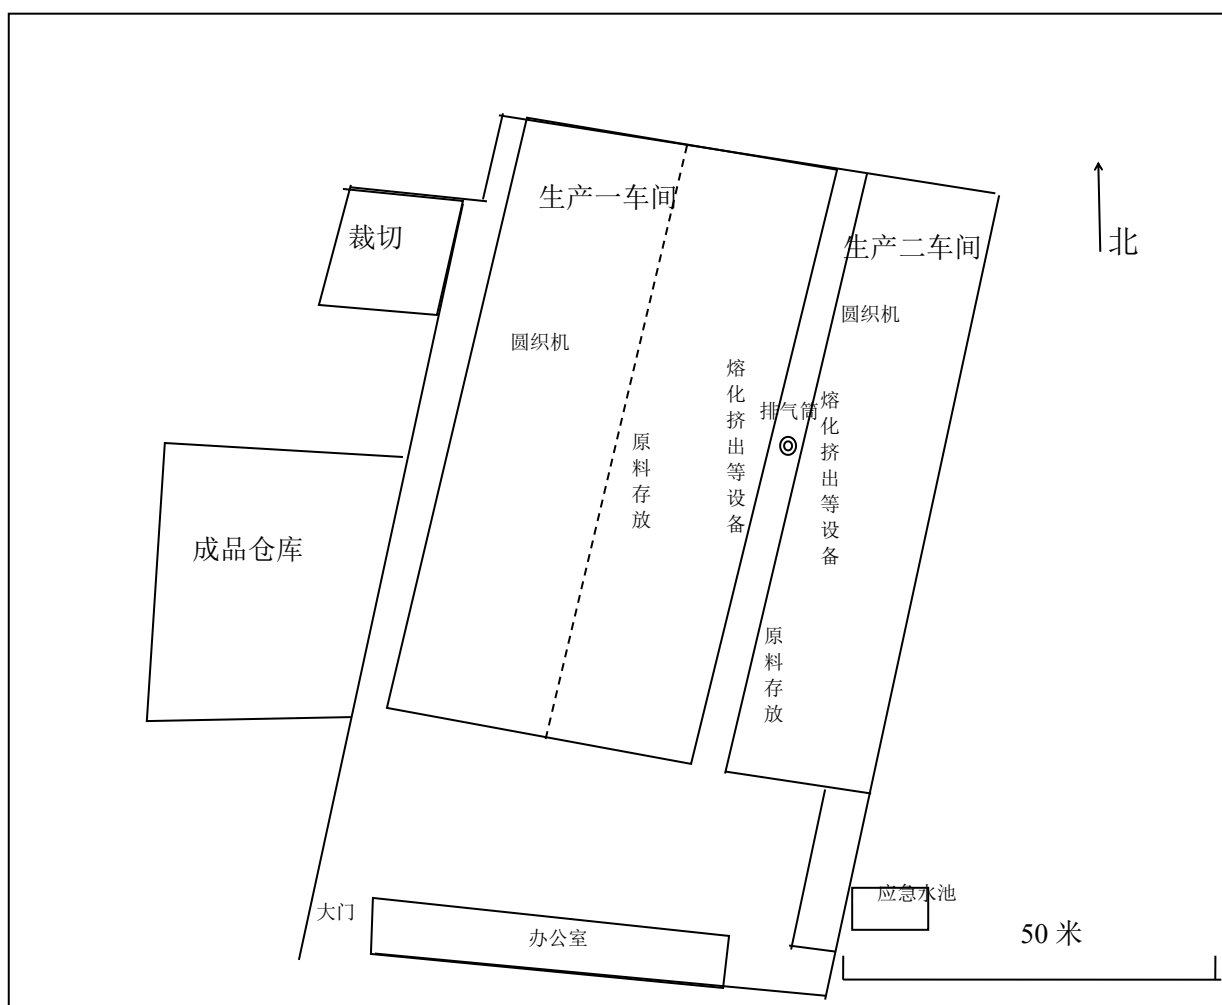 生产一车间
裁切
生产二车间
北
圆织机
圆织机
熔化挤出等设备
排气筒
熔化挤出等设备
原料存放
成品仓库
原料存放
应急水池
大门
办公室
50 米